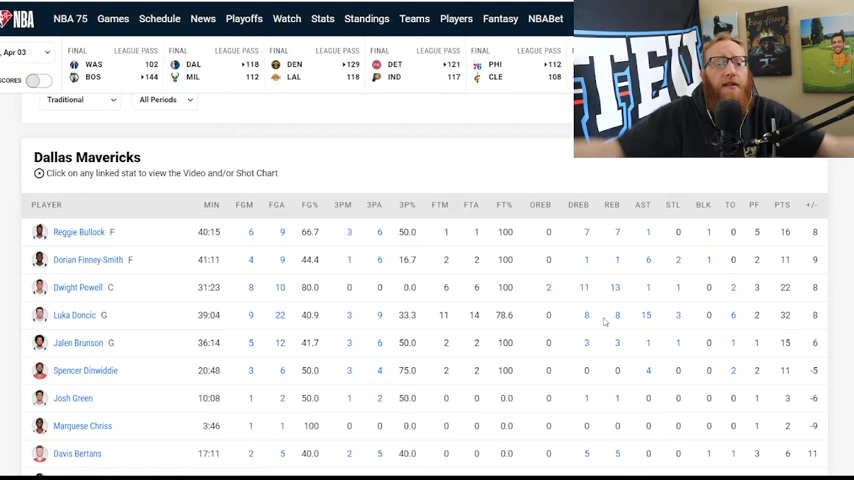 NBA NBA 75 Games Schedule News Playoffs Watch Stats Standings Teams Players Fantasy NBABet
, Apr 03 FINAL LEAGUE PASS FINAL LEAGUE PASS FINAL LEAGUE PASS FINAL LEAGUE PASS FINAL
WAS 102 DAL 118 DEN 129 DET 121 PHI 112
SCORES BOS 144 MIL 112 LAL 118 IND 117 CLE 108
TEU
Traditional All Periods
Dallas Mavericks
Click on any linked stat to view the Video and/or Shot Chart
PLAYER MIN FGM FGA FG% 3PM 3PA 3P% FTM FTA FT% OREB DREB REB AST STL BLK TO PF PTS +/-
Reggie Bullock F 40:15 6 9 66.7 3 6 50.0 1 1 100 0 7 7 1 0 1 0 5 16 8
Dorian Finney-Smith F 41:11 4 9 44.4 1 6 16.7 2 2 100 0 1 1 6 2 1 0 2 11 9
Dwight Powell C 31:23 8 10 80.0 0 0 0.0 6 6 100 2 11 13 1 1 0 2 3 22 8
Luka Doncic G 39:04 9 22 40.9 3 9 33.3 11 14 78.6 0 8 8 15 3 0 6 2 32 8
Jalen Brunson G 36:14 5 12 41.7 3 6 50.0 2 2 100 0 3 3 1 1 0 1 1 15 6
Spencer Dinwiddie 20:48 3 6 50.0 3 4 75.0 2 2 100 0 0 0 4 0 0 2 2 11 -5
Josh Green 10:08 1 2 50.0 1 2 50.0 0 0 0.0 0 1 1 0 0 0 0 1 3 -6
Marquese Chriss 3:46 1 1 100 0 0 0.0 0 0 0.0 0 0 0 0 0 0 0 1 2 -9
Davis Bertans 17:11 2 5 40.0 2 5 40.0 0 0 0.0 0 5 5 0 0 1 1 3 6 11